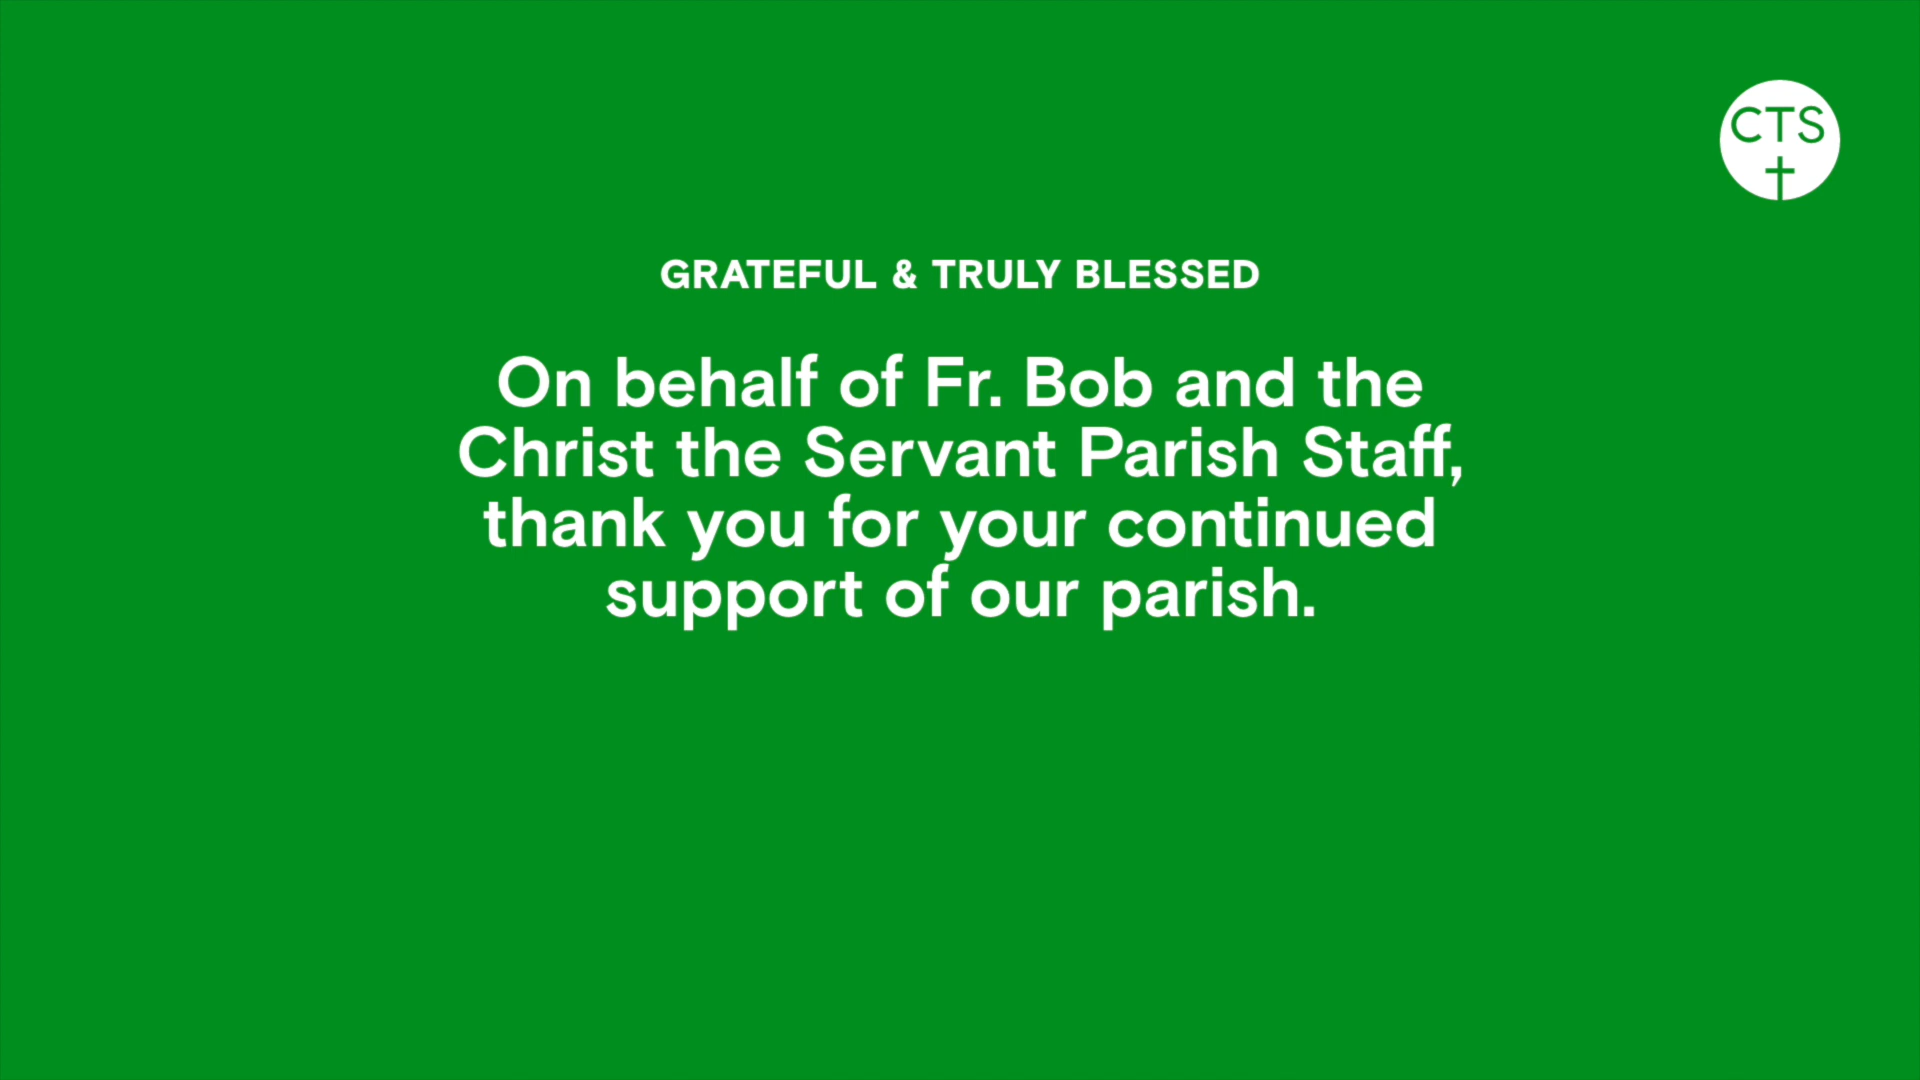 CTS
GRATEFUL & TRULY BLESSED
On behalf of Fr. Bob and the
Christ the Servant Parish Staff,
thank you for your continued
support of our parish.